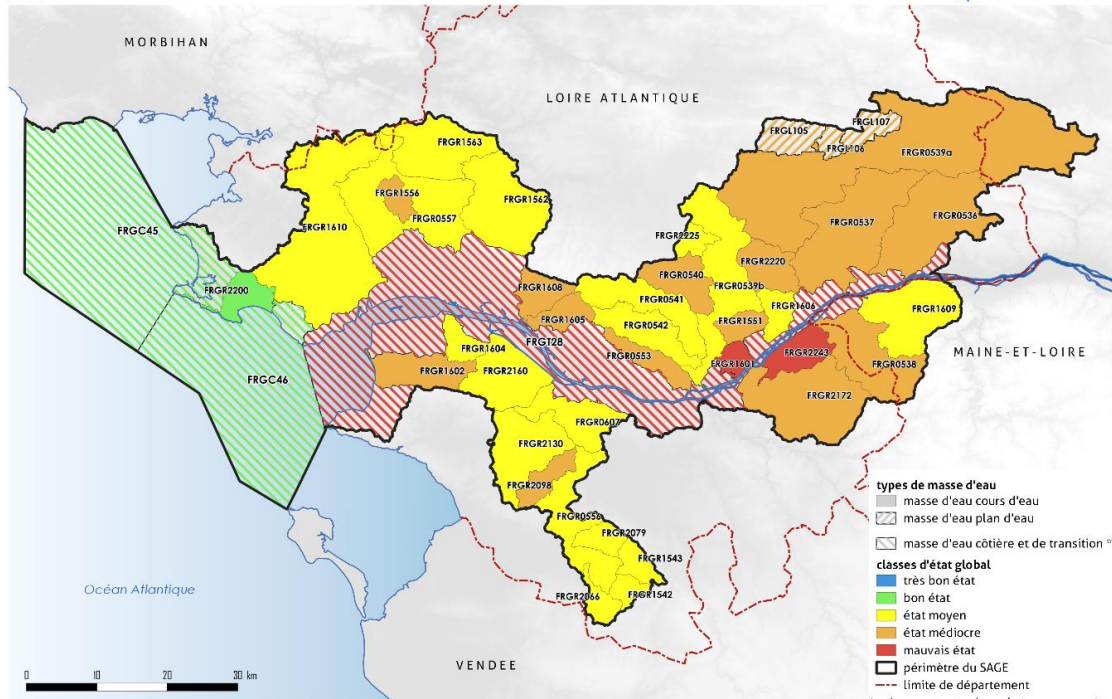 MORBIHAN
LOIRE ATLANTIQUE
FRGL107
FRGL105
FRGL106
FRGR1563
FRGR0539a
FRGR1556
FRGR1562
FRGR0557
FRGR0536
FRGR0537
FRGR1610
FRGR2225
FRGC45
FRGR2220
FRGR0540
FRGR2200
FRGR1608
FRGR0539b
FRGR0541
FRGR1606
FRGR1609
FRGR1605
FRGR1551
FRGR0542
FRGT28
FRGR1604
FRGR0553
FRGR2243
MAINE-ET-LOIRE
FRGR1601
FRGR0538
FRGR1602
FRGR2160
FRGC46
FRGR2172
FRGR0607
FRGR2130
FRGR2098
FRGR0556
FRGR2079
FRGR1543
FRGR2066
FRGR1542
Océan Atlantique
VENDEE
0 10 20 30 km
types de masse d'eau
masse d'eau cours d'eau
masse d'eau plan d'eau
masse d'eau côtière et de transition *
classes d'état global
très bon état
bon état
état moyen
état médiocre
mauvais état
périmètre du SAGE
limite de département